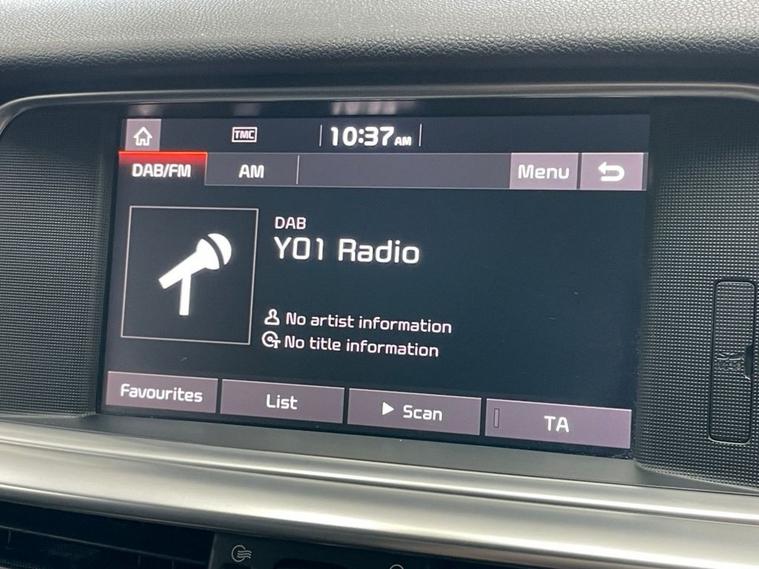 TMC
10:37AM
DAB/FM
AM
Menu
DAB
Y01 Radio
No artist information
No title information
Favourites
List
Scan
TA